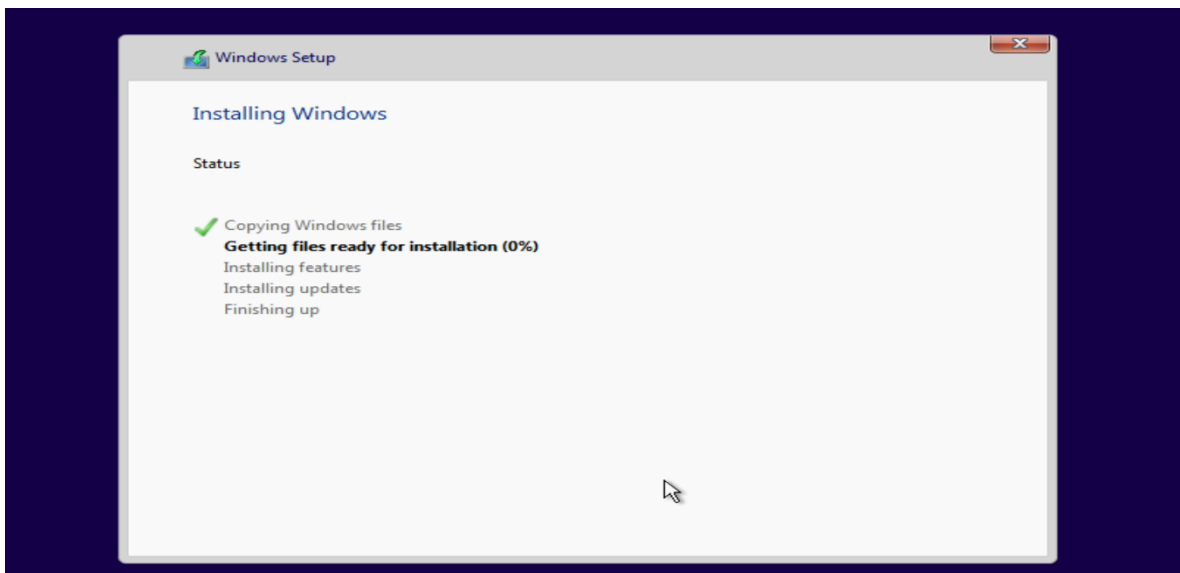 Windows Setup
Installing Windows
Status
Copying Windows files
Getting files ready for installation (0%)
Installing features
Installing updates
Finishing up